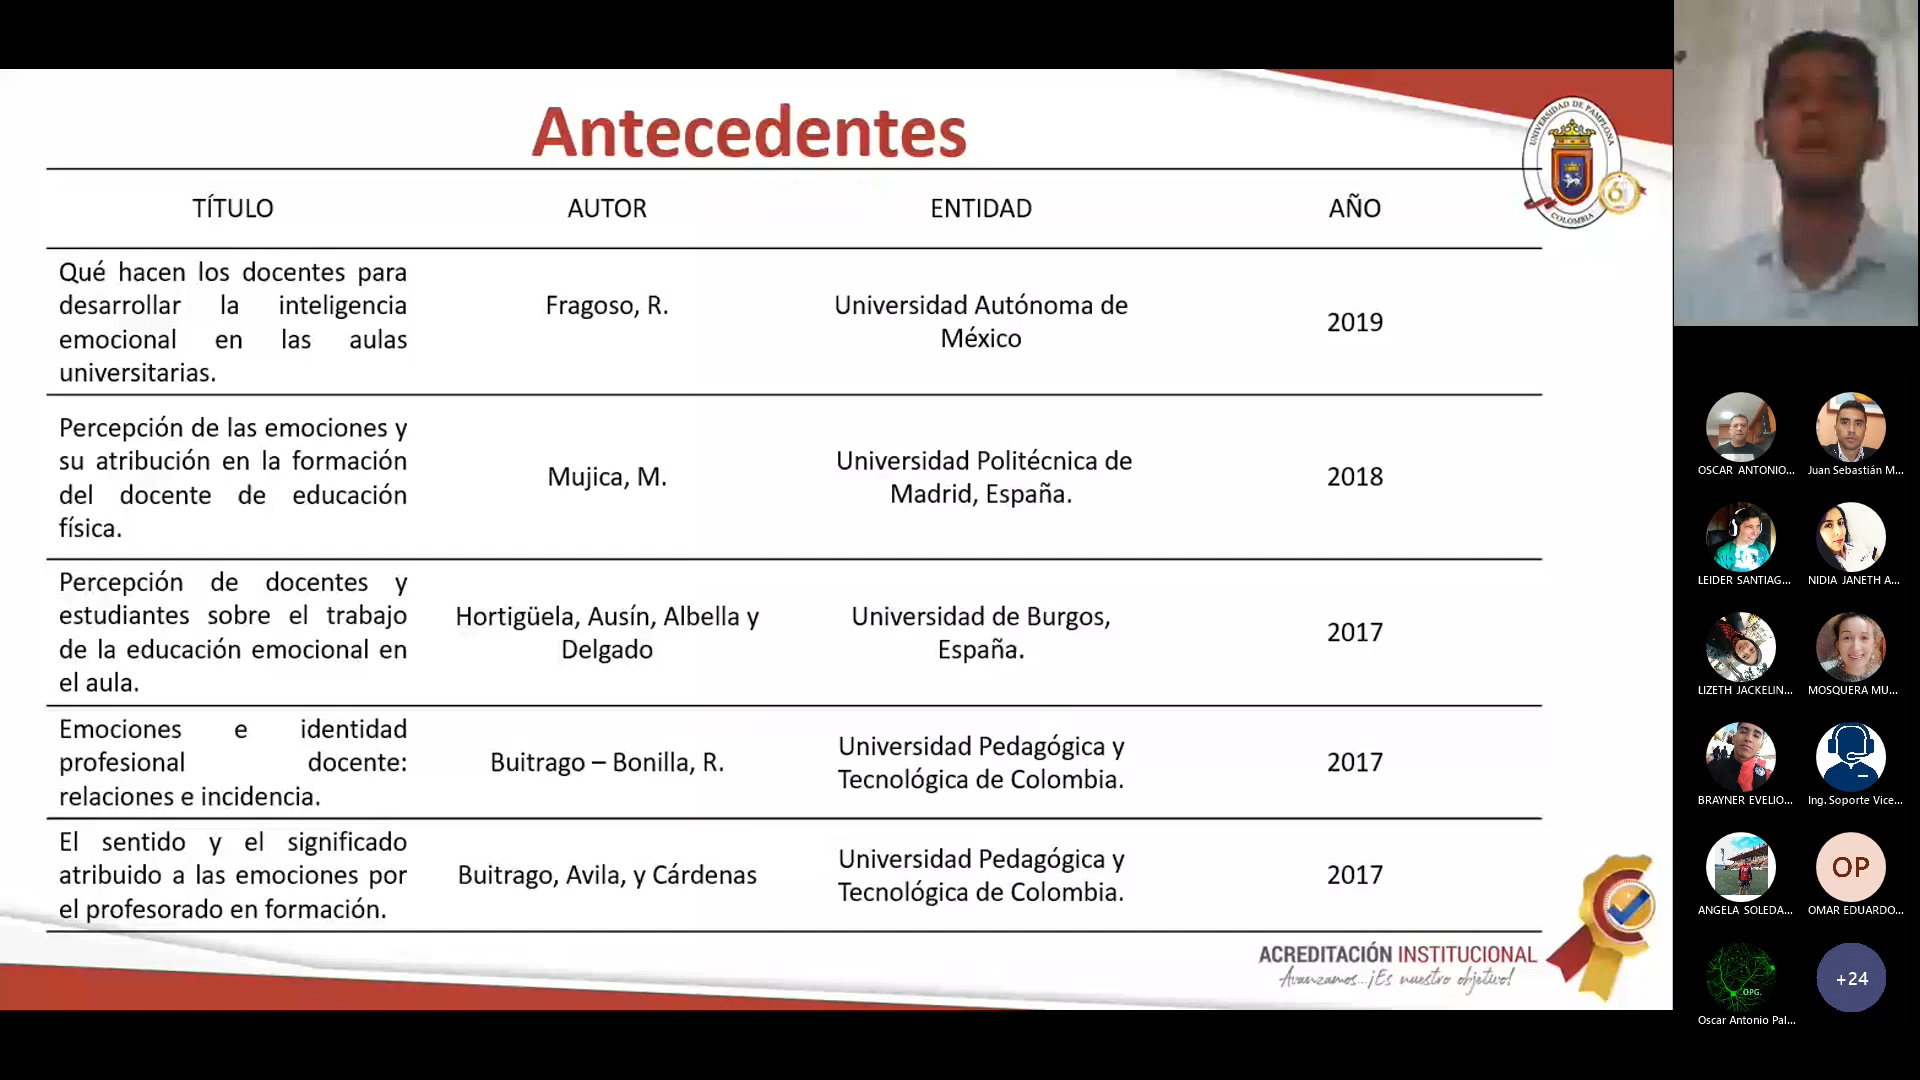 Antecedentes
UNIVERSIDAD DE PAMPLONA
COLOMBIA
TÍTULO AUTOR ENTIDAD AÑO
Qué hacen los docentes para
desarrollar la inteligencia
emocional en las aulas
universitarias.
Fragoso, R.
Universidad Autónoma de
México
2019
Percepción de las emociones y
su atribución en la formación
del docente de educación
física.
Mujica, M.
Universidad Politécnica de
Madrid, España.
2018
Percepción de docentes y
estudiantes sobre el trabajo
de la educación emocional en
el aula.
Hortigüela, Ausín, Albella y
Delgado
Universidad de Burgos,
España.
2017
Emociones e identidad
profesional docente:
relaciones e incidencia.
Buitrago – Bonilla, R.
Universidad Pedagógica y
Tecnológica de Colombia.
2017
El sentido y el significado
atribuido a las emociones por
el profesorado en formación.
Buitrago, Avila, y Cárdenas
Universidad Pedagógica y
Tecnológica de Colombia.
2017
ACREDITACIÓN INSTITUCIONAL
Avanzamos...¡Es nuestro objetivo!
OSCAR ANTONIO...
Juan Sebastián M...
LEIDER SANTIAG...
NIDIA JANETH A...
LIZETH JACKELIN...
MOSQUERA MU...
BRAYNER EVELIO...
Ing. Soporte Vice...
ANGELA SOLEDA...
OP
OMAR EDUARDO...
OPG.
Oscar Antonio Pal...
+24